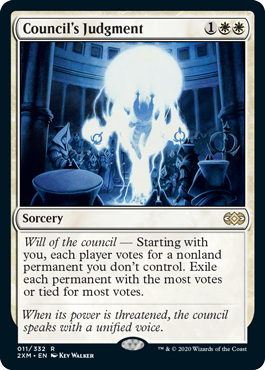 Council's Judgment 1
Sorcery
Will of the council — Starting with
you, each player votes for a nonland
permanent you don't control. Exile
each permanent with the most votes
or tied for most votes.
When its power is threatened, the council
speaks with a unified voice.
011/332 R
2XM • EN Key Walker
™ & © 2020 Wizards of the Coast